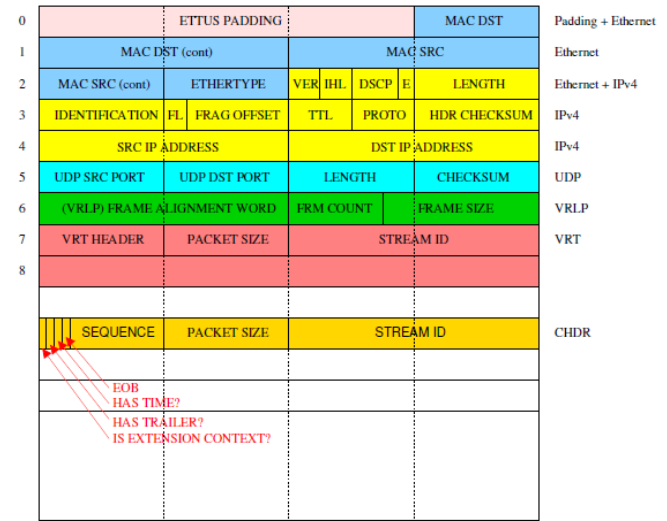 0 ETTUS PADDING MAC DST Padding + Ethernet
1 MAC DST (cont) MAC SRC Ethernet
2 MAC SRC (cont) ETHERTYPE VER IHL DSCP E LENGTH Ethernet + IPv4
3 IDENTIFICATION FL FRAG OFFSET TTL PROTO HDR CHECKSUM IPv4
4 SRC IP ADDRESS DST IP ADDRESS IPv4
5 UDP SRC PORT UDP DST PORT LENGTH CHECKSUM UDP
6 (VRLP) FRAME ALIGNMENT WORD FRM COUNT FRAME SIZE VRLP
7 VRT HEADER PACKET SIZE STREAM ID VRT
8
SEQUENCE PACKET SIZE STREAM ID CHDR
EOB
HAS TIME?
HAS TRAILER?
IS EXTENSION CONTEXT?